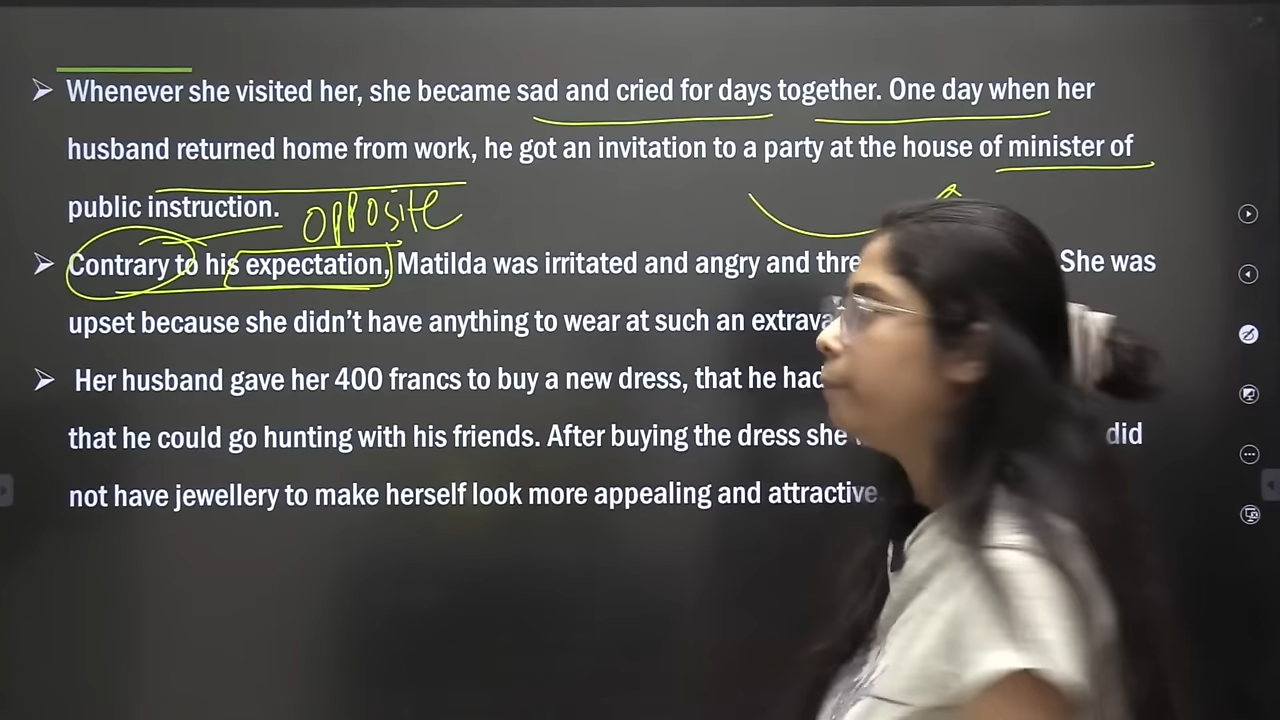 Whenever she visited her, she became sad and cried for days together. One day when her
husband returned home from work, he got an invitation to a party at the house of minister of
public instruction.
opposite
Contrary to his expectation, Matilda was irritated and angry and She was
upset because she didn't have anything to wear at such an
Her husband gave her 400 francs to buy a new dress, that he had
that he could go hunting with his friends. After buying the dress she did
not have jewellery to make herself look more appealing and attractive.